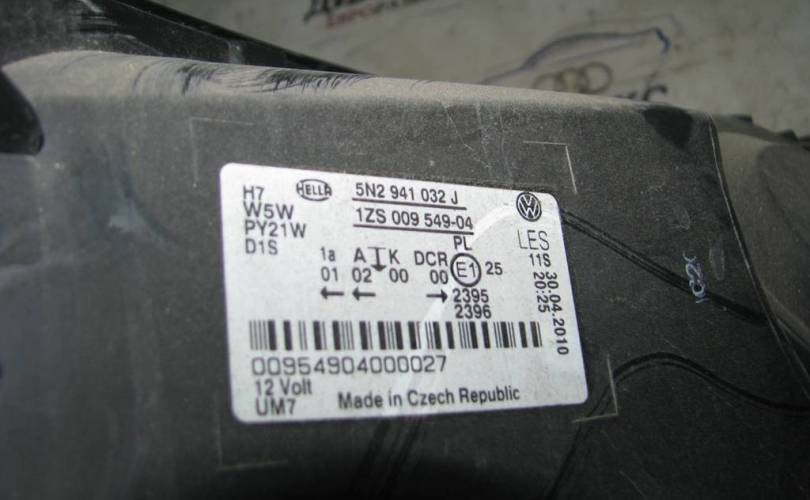 H7
W5W
PY21W
D1S
HELLA
5N2 941 032 J
1ZS 009 549-04
PL
LES
11S
30.04.2010
20:25
1a A K DCR E1 25
01 02 00 00
← ← → 2395
2396
00954904000027
12 Volt
UM7
Made in Czech Republic